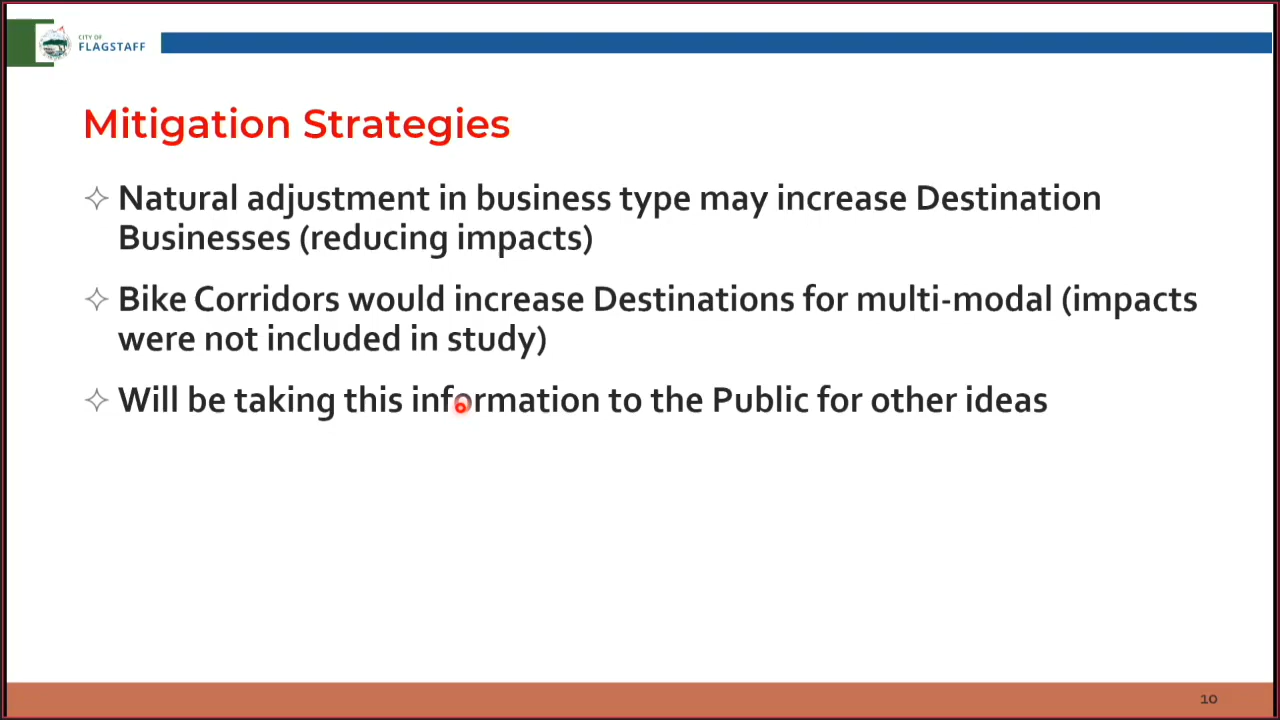 CITY OF
FLAGSTAFF
Mitigation Strategies
Natural adjustment in business type may increase Destination
Businesses (reducing impacts)
Bike Corridors would increase Destinations for multi-modal (impacts
were not included in study)
Will be taking this information to the Public for other ideas
10